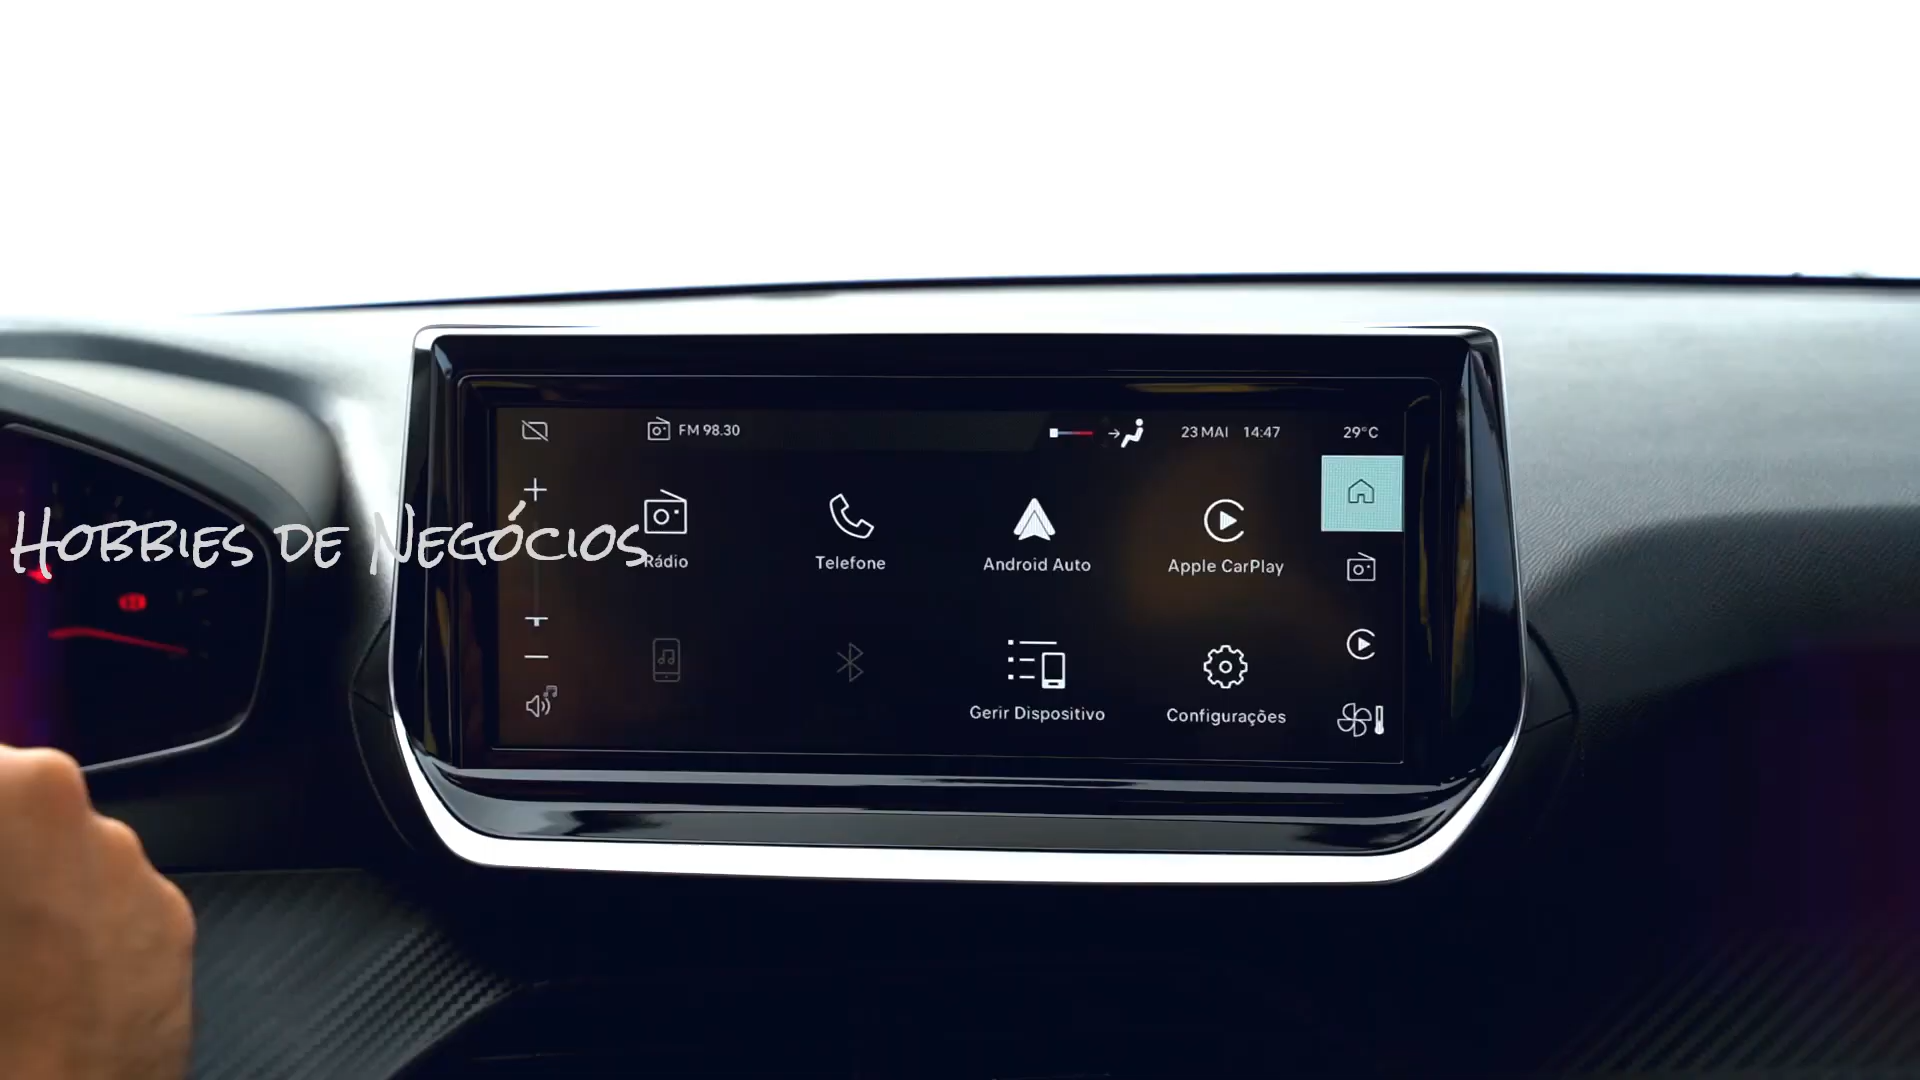 FM 98.30
23 MAI 14:47 29°C
Hobbies de Negócios
Rádio
Telefone
Android Auto
Apple CarPlay
Gerir Dispositivo
Configurações